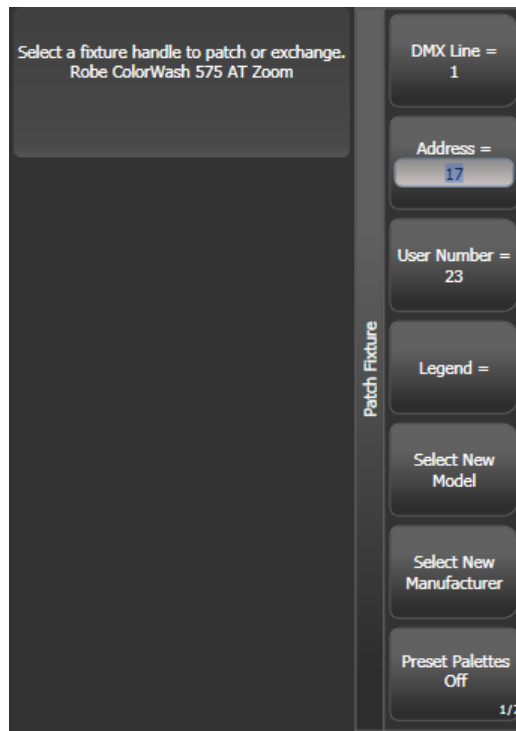 Select a fixture handle to patch or exchange.
Robe ColorWash 575 AT Zoom
Patch Fixture
DMX Line =
1
Address =
17
User Number =
23
Legend =
Select New
Model
Select New
Manufacturer
Preset Palettes
Off